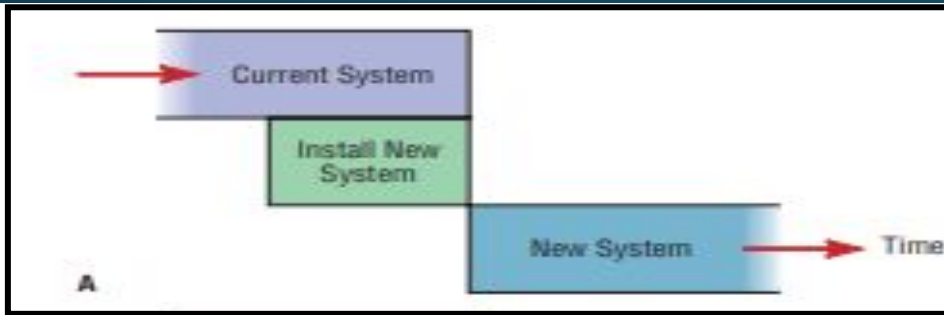 Current System
Install New
System
New System
Time
A